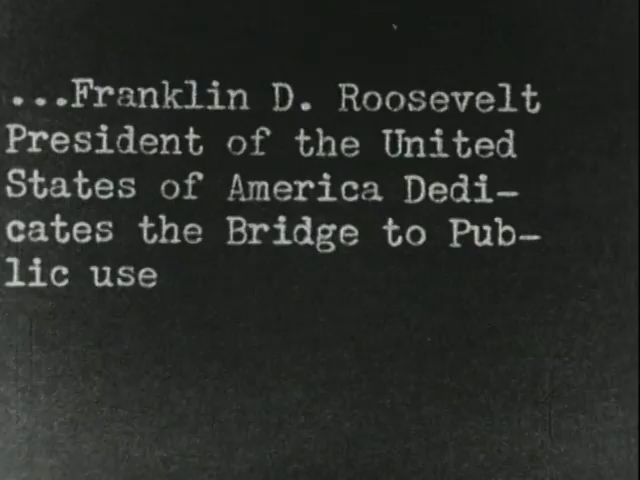 ...Franklin D. Roosevelt
President of the United
States of America Dedi-
cates the Bridge to Pub-
lic use